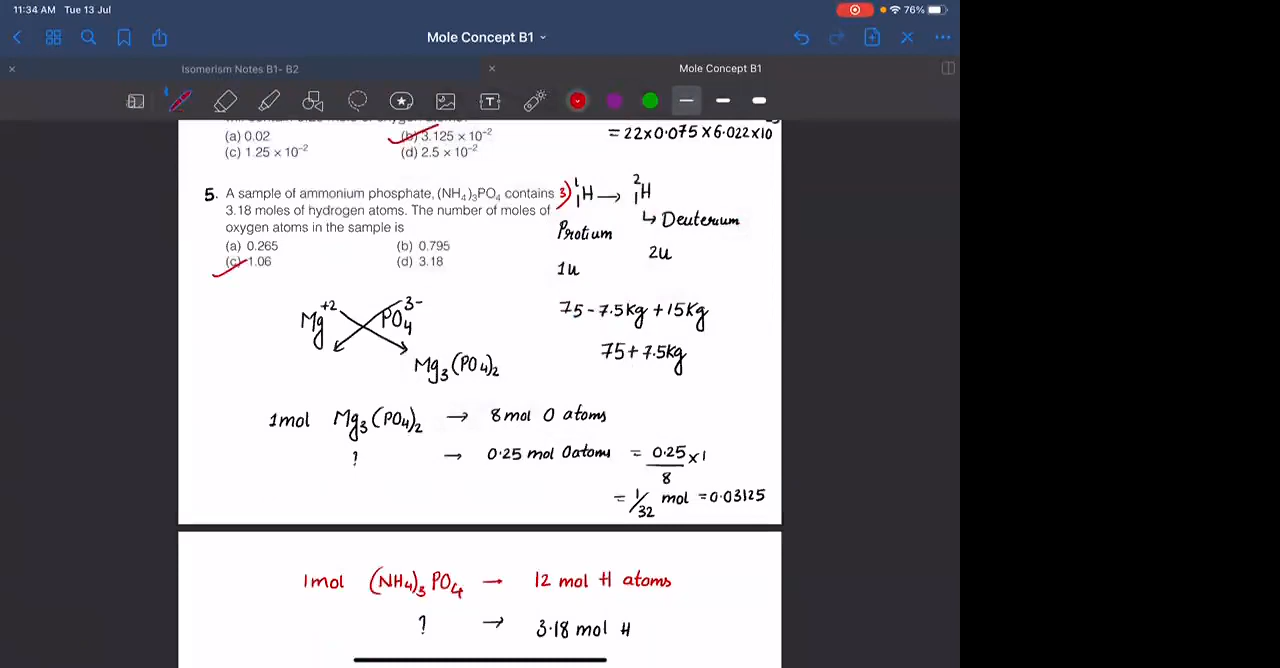 11:34 AM Tue 13 Jul
76%
Mole Concept B1
Isomerism Notes B1- B2
Mole Concept B1
(a) 0.02 (b) 3.125 × 10⁻²
(c) 1.25 × 10⁻² (d) 2.5 × 10⁻²
= 22×0.075×6.022×10
5. A sample of ammonium phosphate, (NH₄)₃PO₄ contains
3.18 moles of hydrogen atoms. The number of moles of
oxygen atoms in the sample is
(a) 0.265 (b) 0.795
(c) 1.06 (d) 3.18
3) ¹₁H → ²₁H
↳ Deuterium
Protium
2u
1u
75 - 7.5kg + 15kg
75 + 7.5kg
Mg⁺² PO₄³⁻
Mg₃(PO₄)₂
1mol Mg₃(PO₄)₂ → 8 mol O atoms
? → 0.25 mol O atoms = 0.25/8 × 1
= 1/32 mol = 0.03125
1mol (NH₄)₃PO₄ → 12 mol H atoms
? → 3.18 mol H